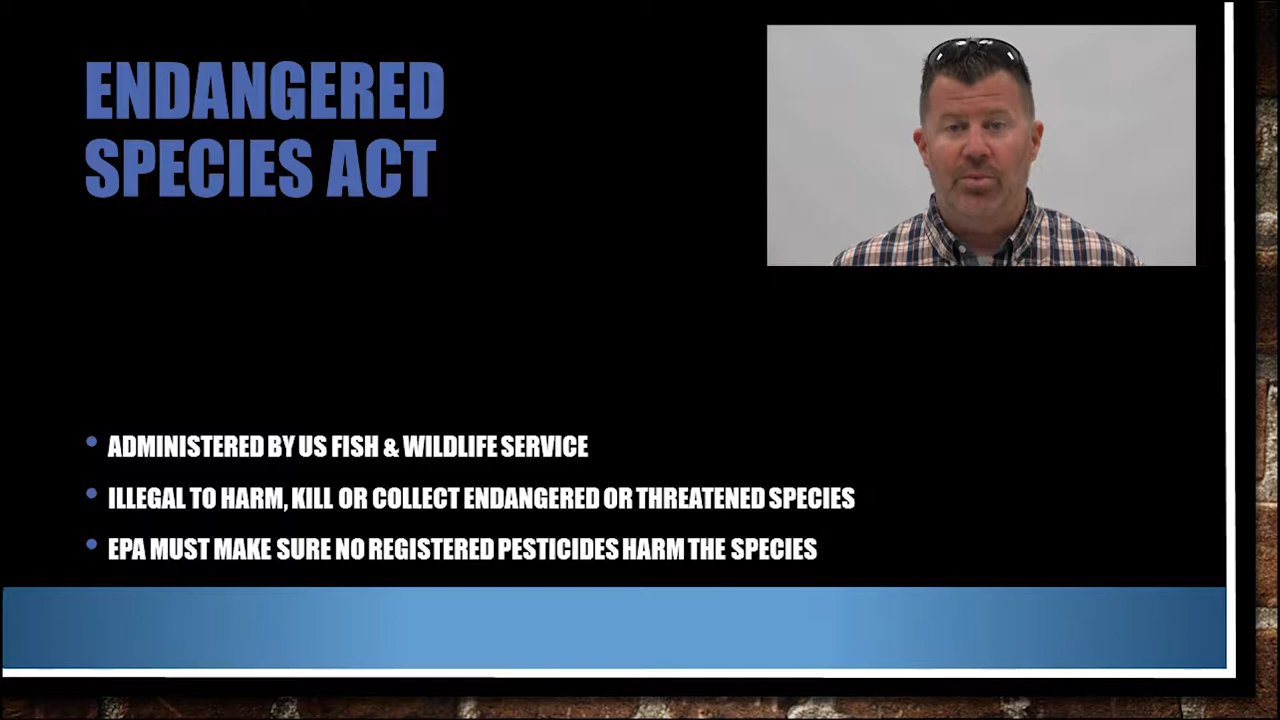 ENDANGERED
SPECIES ACT
• ADMINISTERED BY US FISH & WILDLIFE SERVICE
• ILLEGAL TO HARM, KILL OR COLLECT ENDANGERED OR THREATENED SPECIES
• EPA MUST MAKE SURE NO REGISTERED PESTICIDES HARM THE SPECIES